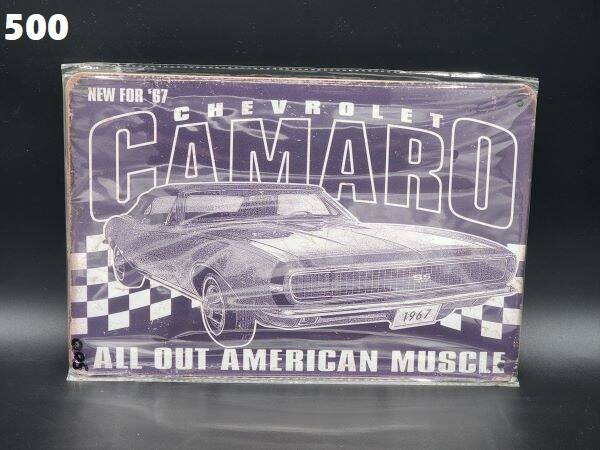 500
NEW FOR '67
CHEVROLET
CAMARO
SS
1967
ALL OUT AMERICAN MUSCLE